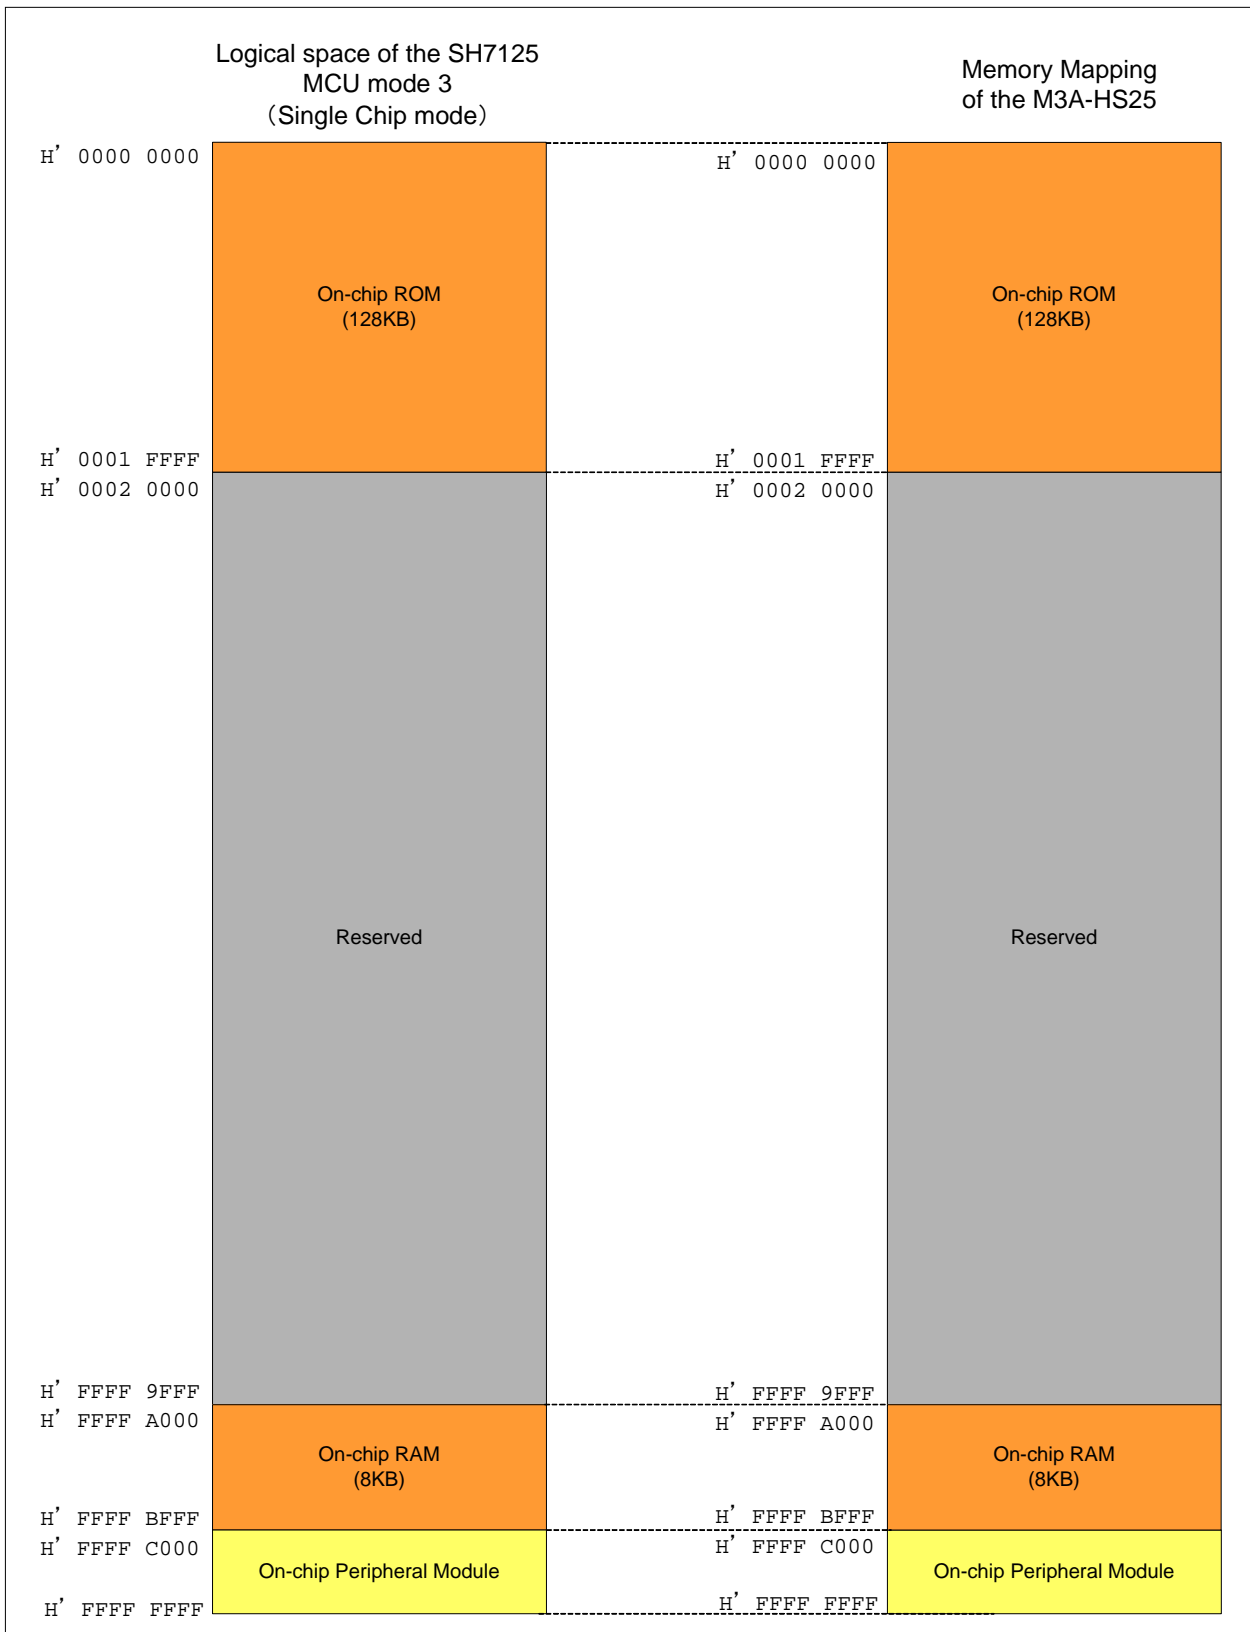 Logical space of the SH7125
MCU mode 3
（Single Chip mode）
H’ 0000 0000
On-chip ROM
(128KB)
H’ 0001 FFFF
H’ 0002 0000
Reserved
H’ FFFF 9FFF
H’ FFFF A000
On-chip RAM
(8KB)
H’ FFFF BFFF
H’ FFFF C000
On-chip Peripheral Module
H’ FFFF FFFF
Memory Mapping
of the M3A-HS25
H’ 0000 0000
On-chip ROM
(128KB)
H’ 0001 FFFF
H’ 0002 0000
Reserved
H’ FFFF 9FFF
H’ FFFF A000
On-chip RAM
(8KB)
H’ FFFF BFFF
H’ FFFF C000
On-chip Peripheral Module
H’ FFFF FFFF